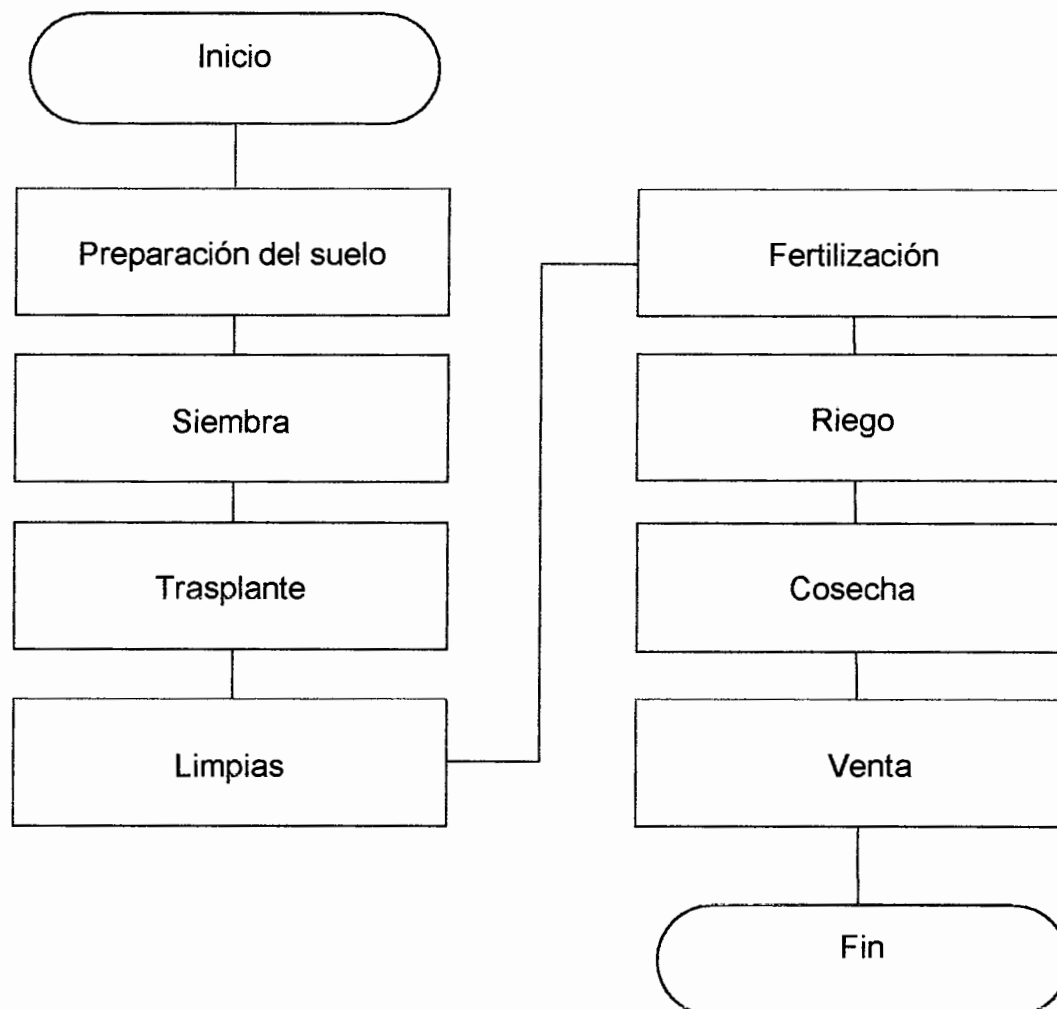 Inicio
Preparación del suelo
Siembra
Trasplante
Limpias
Fertilización
Riego
Cosecha
Venta
Fin